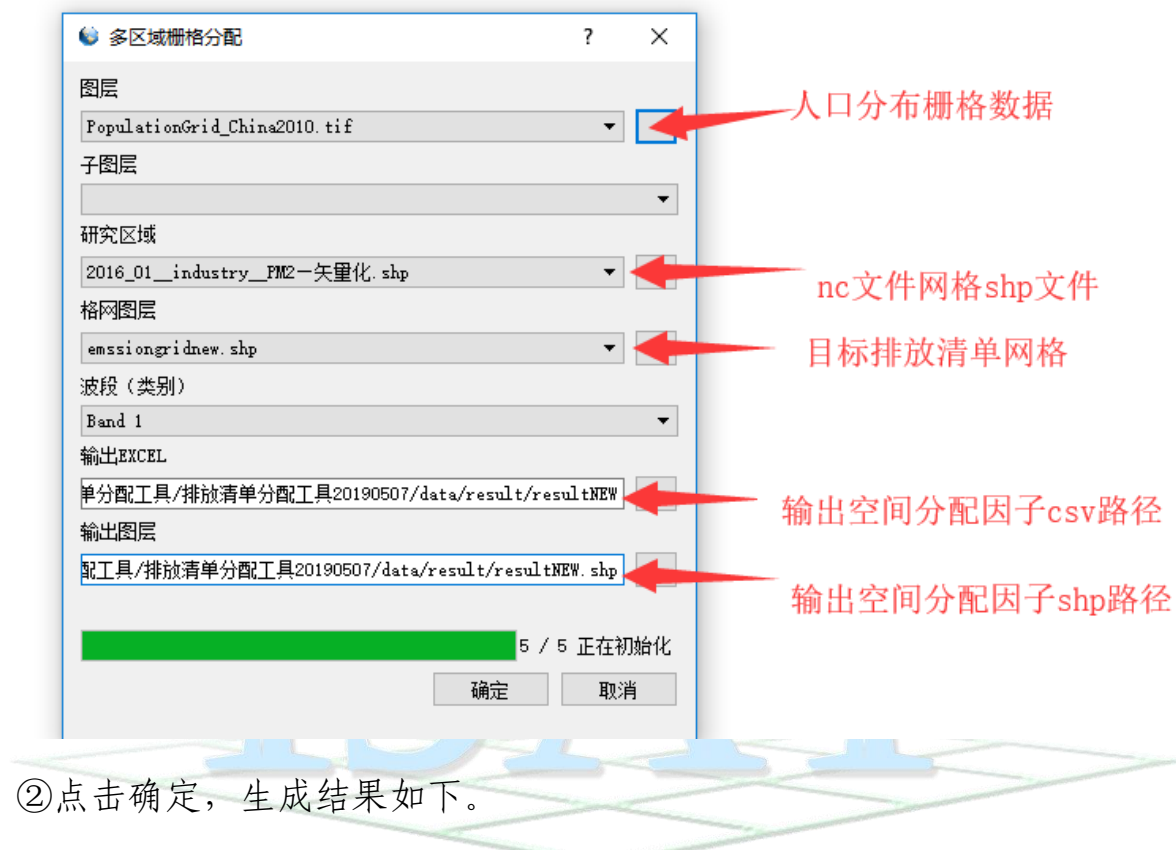 多区域栅格分配
图层
PopulationGrid_China2010.tif
人口分布栅格数据
子图层
研究区域
2016_01__industry__PM2一矢量化.shp
nc文件网格shp文件
格网图层
emssiongridnew.shp
目标排放清单网格
波段（类别）
Band 1
输出EXCEL
单分配工具/排放清单分配工具20190507/data/result/resultNEW
输出空间分配因子csv路径
输出图层
配工具/排放清单分配工具20190507/data/result/resultNEW.shp
输出空间分配因子shp路径
5 / 5 正在初始化
确定
取消
②点击确定，生成结果如下。